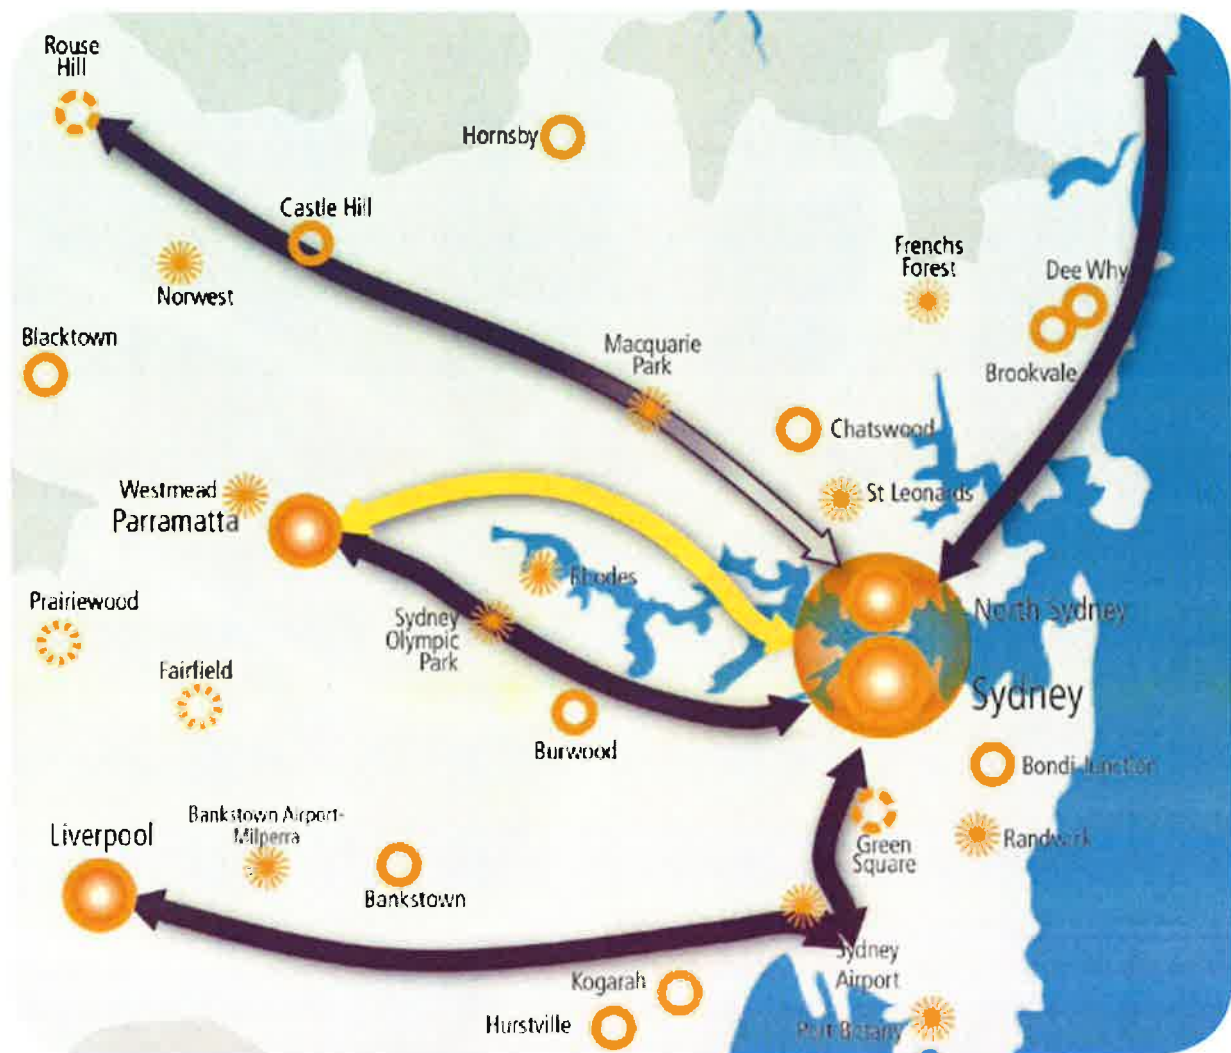 Rouse
Hill
Hornsby
Castle Hill
Norwest
Frenchs
Forest
Dee Why
Brookvale
Blacktown
Macquarie
Park
Chatswood
St Leonards
Westmead
Parramatta
Rhodes
Prairiewood
Sydney
Olympic
Park
North Sydney
Fairfield
Sydney
Burwood
Bondi Junction
Bankstown Airport-
Milperra
Liverpool
Green
Square
Randwick
Bankstown
Sydney
Airport
Kogarah
Hurstville
Port Botany